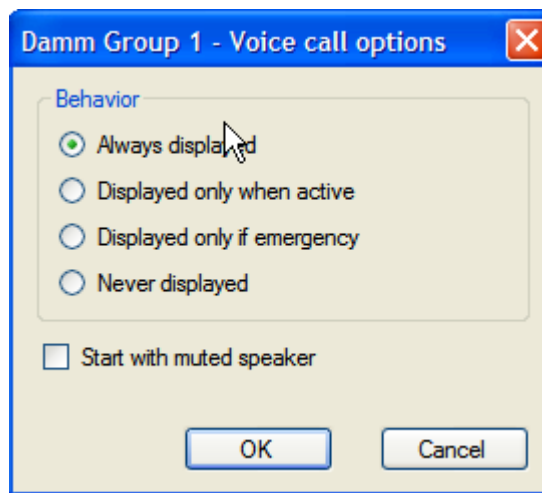 Damm Group 1 - Voice call options
Behavior
Always displayed
Displayed only when active
Displayed only if emergency
Never displayed
Start with muted speaker
OK
Cancel